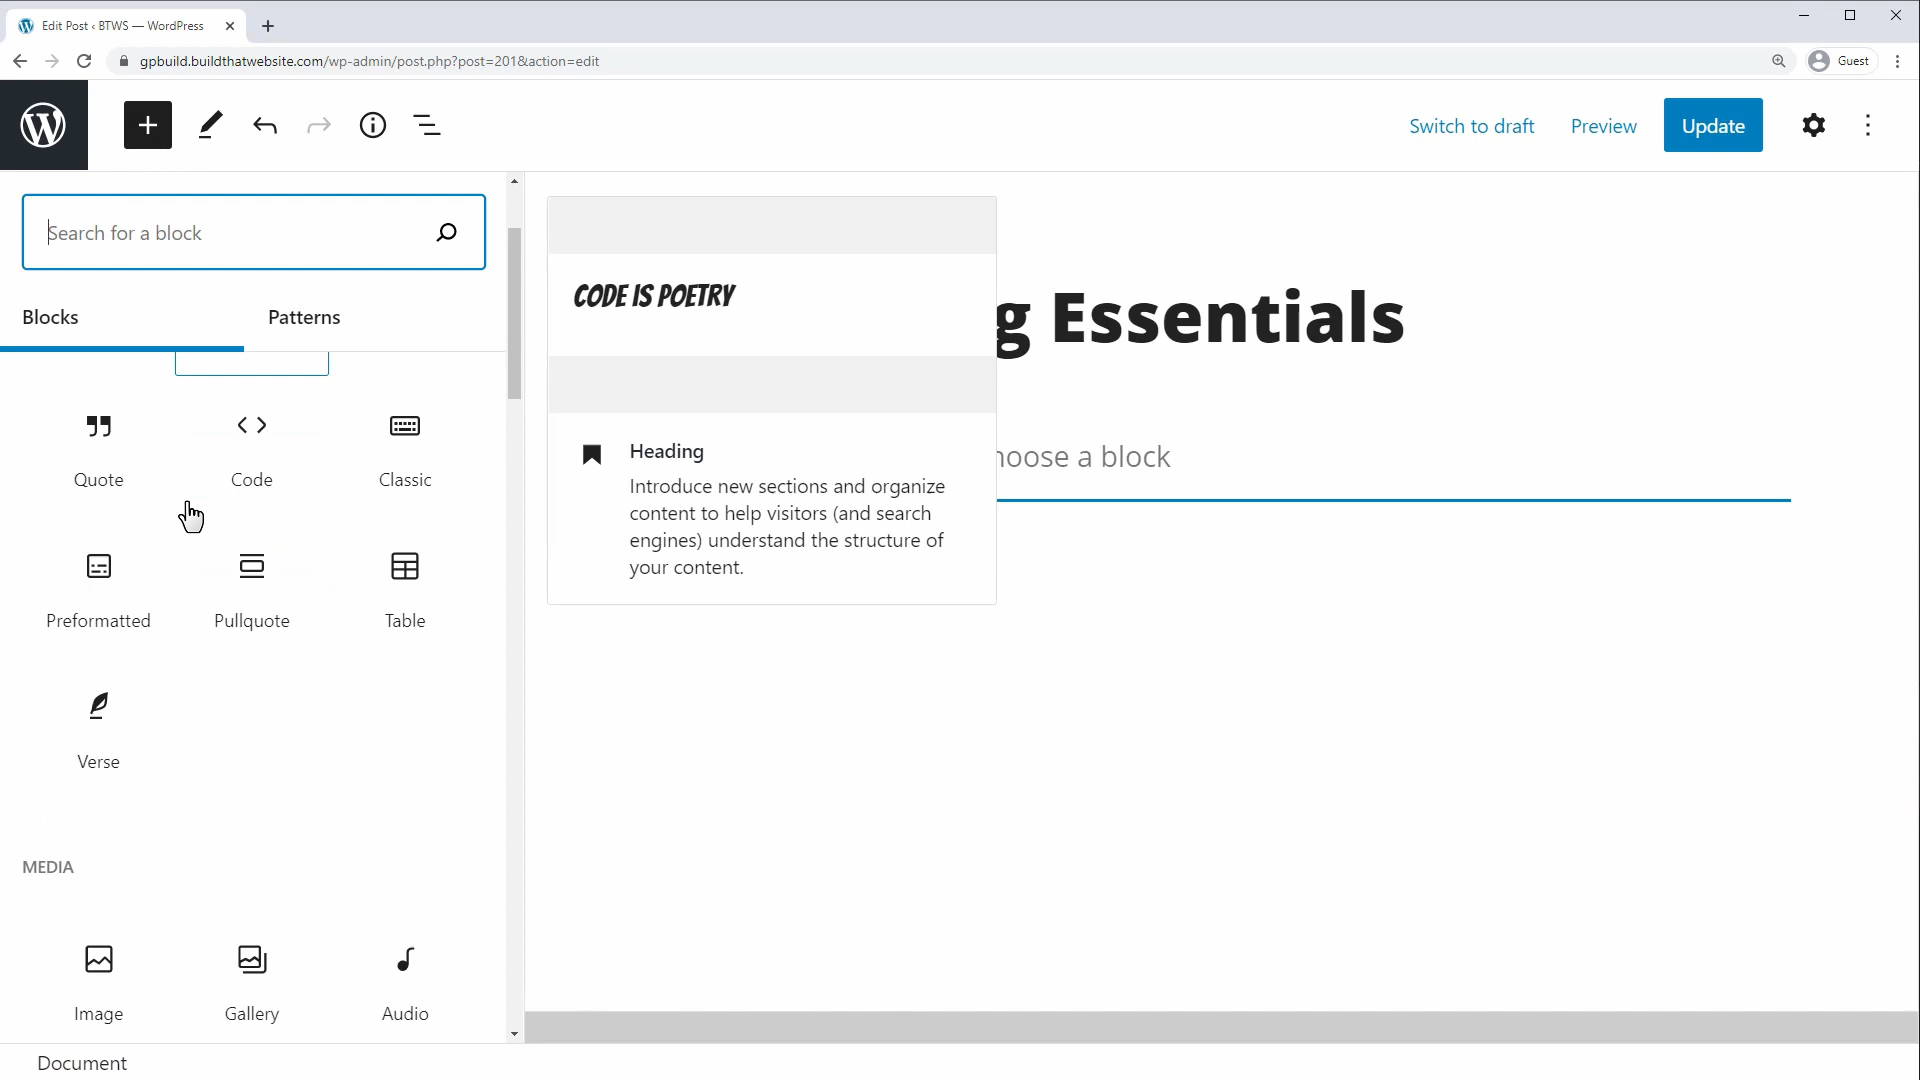 Edit Post ‹ BTWS — WordPress
gpbuild.buildthatwebsite.com/wp-admin/post.php?post=201&action=edit
Guest
Switch to draft
Preview
Update
Search for a block
Blocks
Patterns
CODE IS POETRY
g Essentials
Quote
Code
Classic
Heading
Introduce new sections and organize
content to help visitors (and search
engines) understand the structure of
your content.
hoose a block
Preformatted
Pullquote
Table
Verse
MEDIA
Image
Gallery
Audio
Document